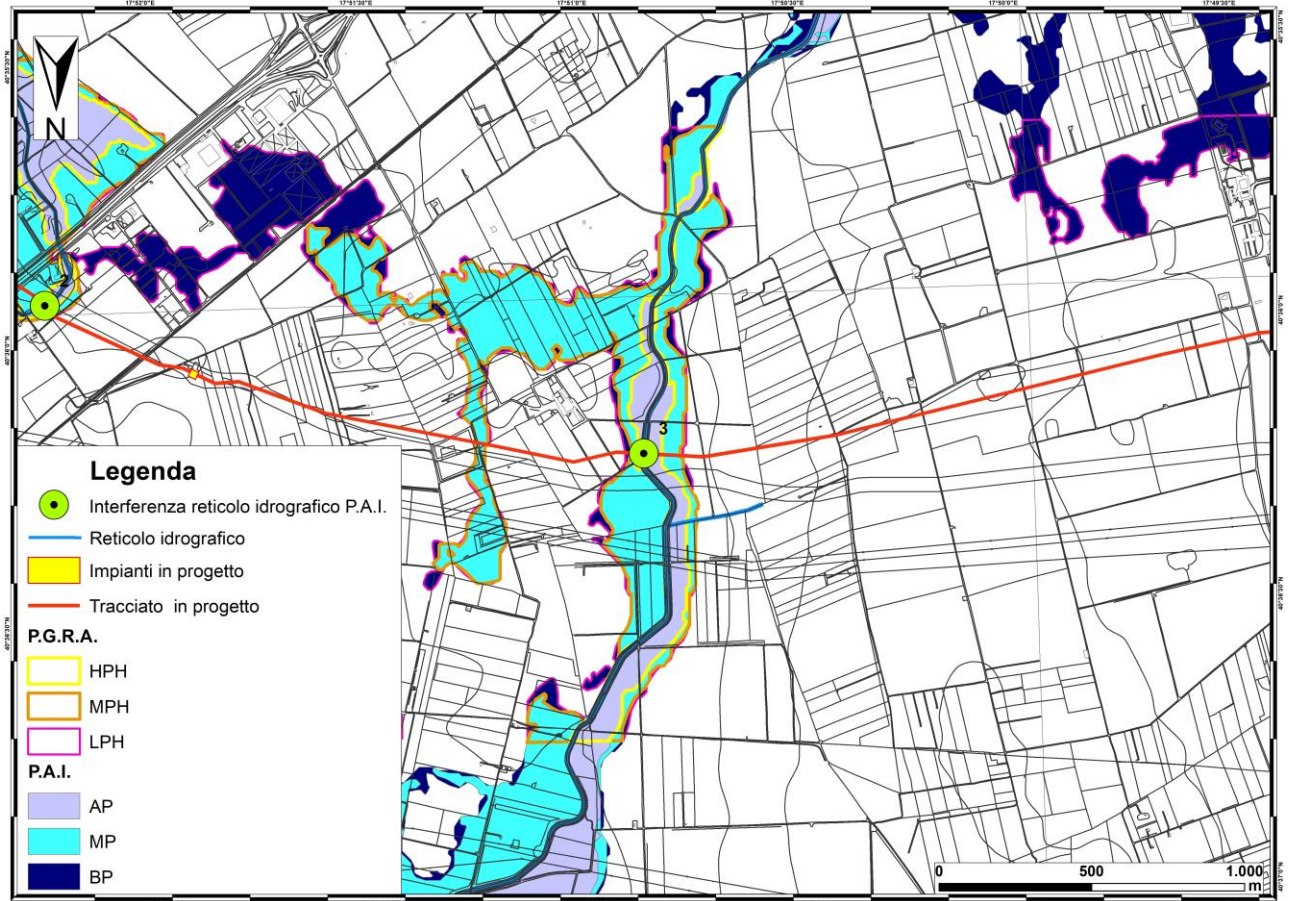 17°52'0"E
17°51'30"E
17°51'0"E
17°50'30"E
17°50'0"E
17°49'30"E
N
2
3
Legenda
Interferenza reticolo idrografico P.A.I.
Reticolo idrografico
Impianti in progetto
Tracciato in progetto
P.G.R.A.
HPH
MPH
LPH
P.A.I.
AP
MP
BP
0 500 1.000
m